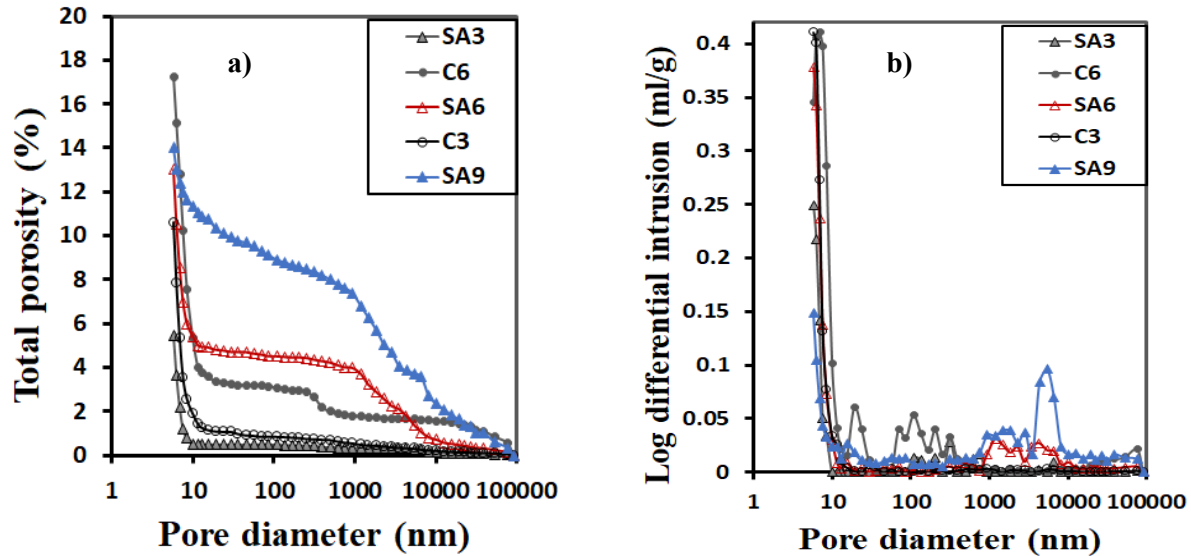 a)
Total porosity (%)
20
18
16
14
12
10
8
6
4
2
0
1
10
100
1000
10000
100000
Pore diameter (nm)
SA3
C6
SA6
C3
SA9
b)
Log differential intrusion (ml/g)
0.4
0.35
0.3
0.25
0.2
0.15
0.1
0.05
0
1
10
100
1000
10000
100000
Pore diameter (nm)
SA3
C6
SA6
C3
SA9